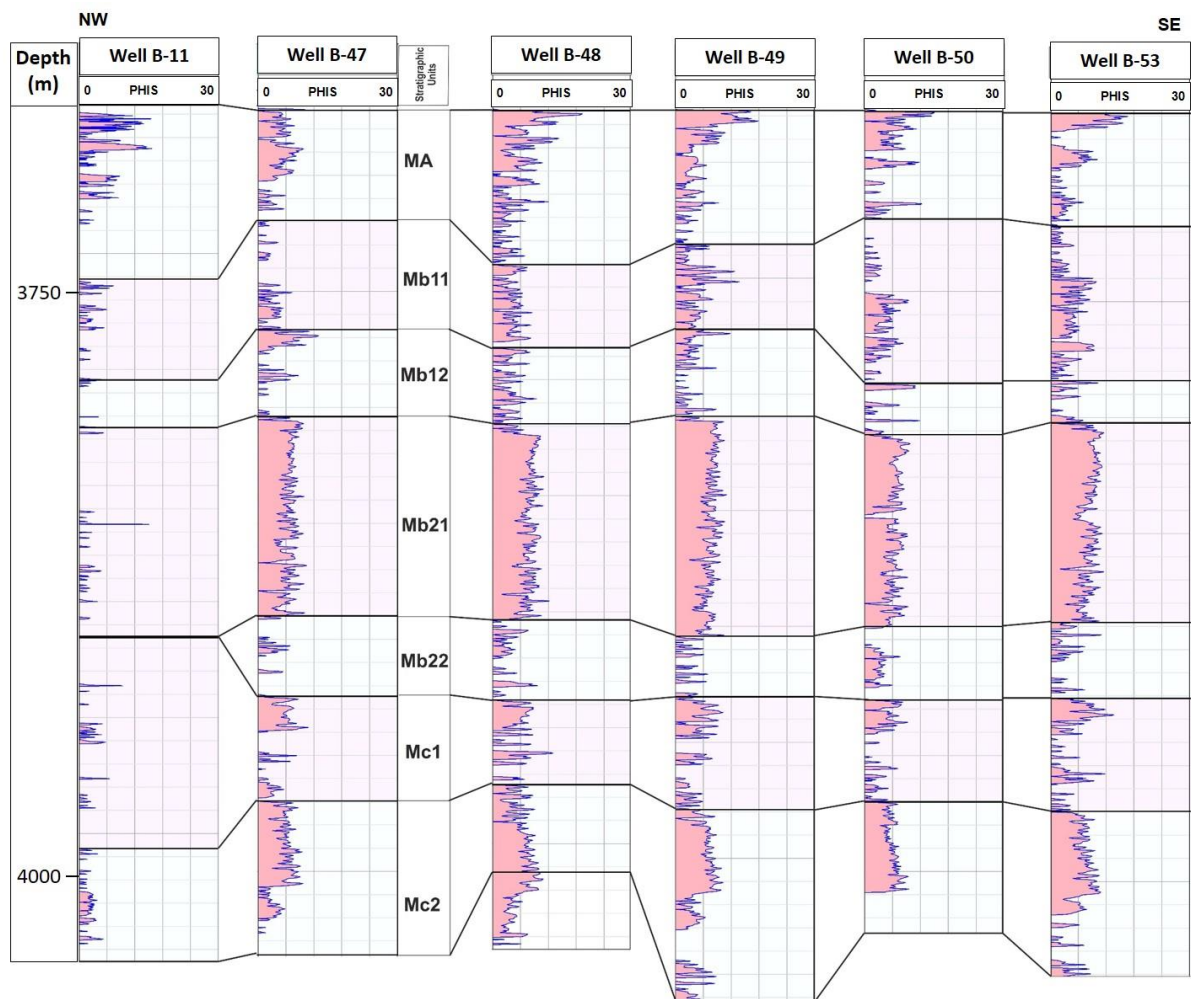 NW
SE
Depth
(m)
Well B-11
Well B-47
Stratigraphic
Units
Well B-48
Well B-49
Well B-50
Well B-53
0 PHIS 30
0 PHIS 30
0 PHIS 30
0 PHIS 30
0 PHIS 30
0 PHIS 30
MA
Mb11
3750
Mb12
Mb21
Mb22
Mc1
4000
Mc2